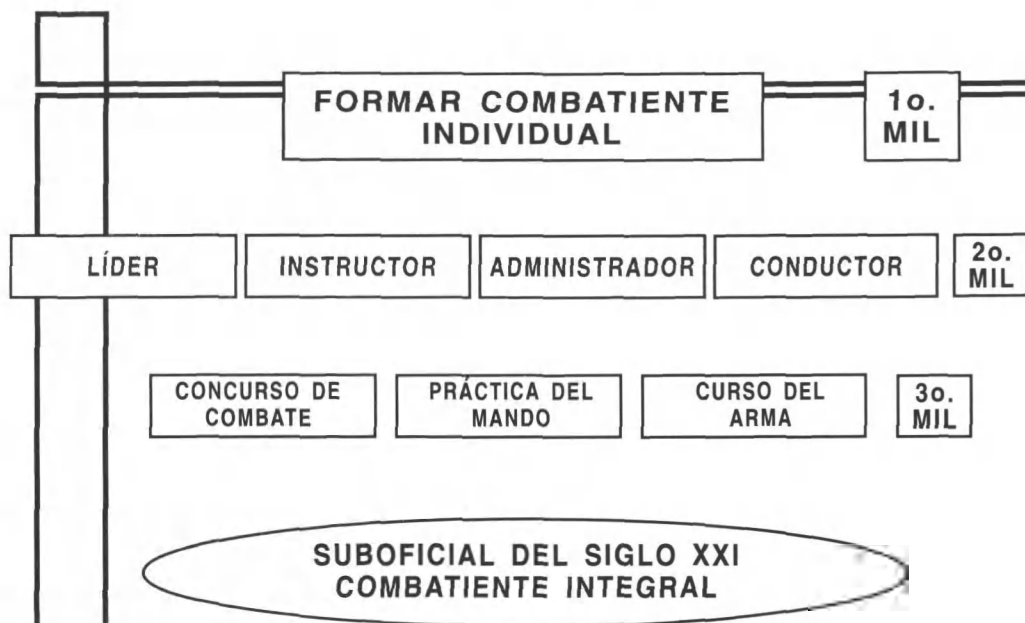 FORMAR COMBATIENTE
INDIVIDUAL
1o.
MIL
LÍDER
INSTRUCTOR
ADMINISTRADOR
CONDUCTOR
2o.
MIL
CONCURSO DE
COMBATE
PRÁCTICA DEL
MANDO
CURSO DEL
ARMA
3o.
MIL
SUBOFICIAL DEL SIGLO XXI
COMBATIENTE INTEGRAL